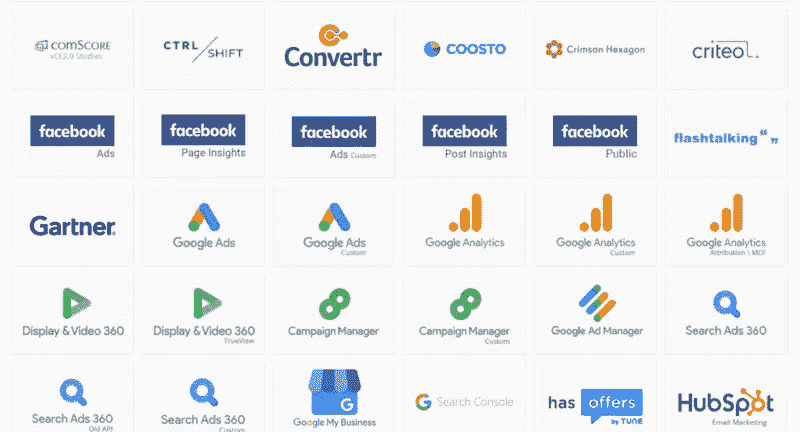 comScore
vCE2.0 Studies
CTRL/SHIFT
Convertr
COOSTO
Crimson Hexagon
criteo
facebook
Ads
facebook
Page Insights
facebook
Ads Custom
facebook
Post Insights
facebook
Public
flashtalking
Gartner
Google Ads
Google Ads
Custom
Google Analytics
Google Analytics
Custom
Google Analytics
Attribution \ MCF
Display & Video 360
Display & Video 360
TrueView
Campaign Manager
Campaign Manager
Custom
Google Ad Manager
Search Ads 360
Search Ads 360
Old API
Search Ads 360
Custom
Google My Business
G Search Console
has offers
by TUNE
HubSpot
Email Marketing